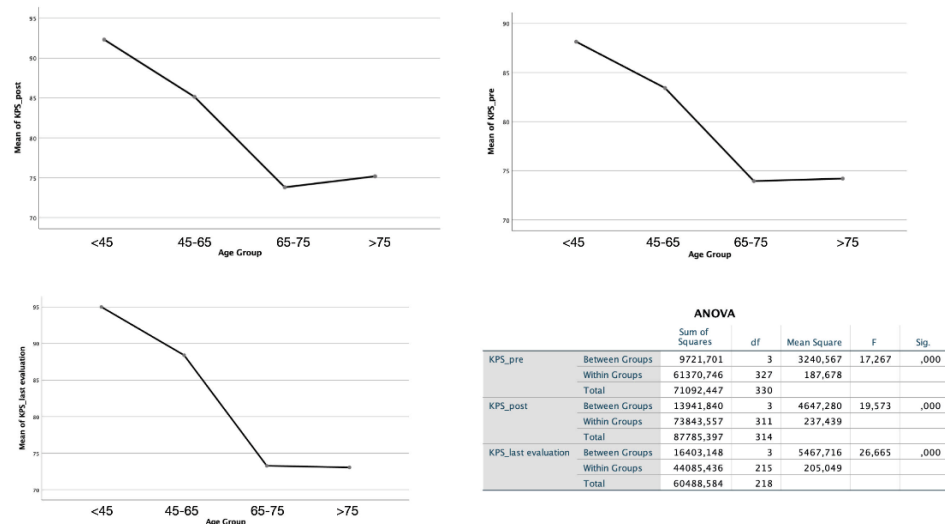 Mean of KPS_post
95
90
85
80
75
70
<45 45-65 65-75 >75
Age Group
Mean of KPS_pre
90
85
80
75
70
<45 45-65 65-75 >75
Age Group
Mean of KPS_last evaluation
95
90
85
80
75
70
<45 45-65 65-75 >75
Age Group
ANOVA
Sum of Squares df Mean Square F Sig.
KPS_pre Between Groups 9721,701 3 3240,567 17,267 ,000
Within Groups 61370,746 327 187,678
Total 71092,447 330
KPS_post Between Groups 13941,840 3 4647,280 19,573 ,000
Within Groups 73843,557 311 237,439
Total 87785,397 314
KPS_last evaluation Between Groups 16403,148 3 5467,716 26,665 ,000
Within Groups 44085,436 215 205,049
Total 60488,584 218